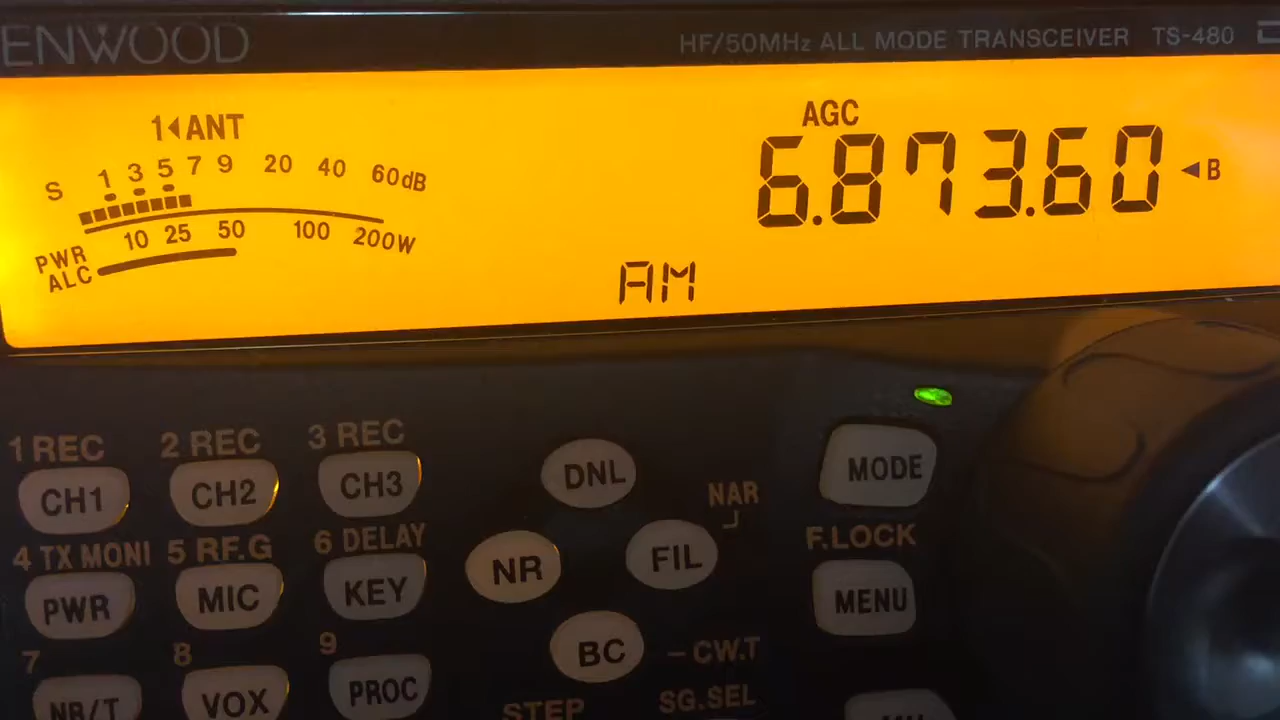 ENWOOD
HF/50MHz ALL MODE TRANSCEIVER TS-480
1◄ANT
AGC
S 1 3 5 7 9 20 40 60dB
6.873.60 ◄B
PWR 10 25 50 100 200W
ALC
AM
1 REC 2 REC 3 REC
CH1 CH2 CH3
DNL
MODE
NAR
4 TX MONI 5 RF.G 6 DELAY
F.LOCK
PWR MIC KEY
NR FIL
MENU
7 8 9
BC -CW.T
NB/T VOX PROC
STEP SG.SEL